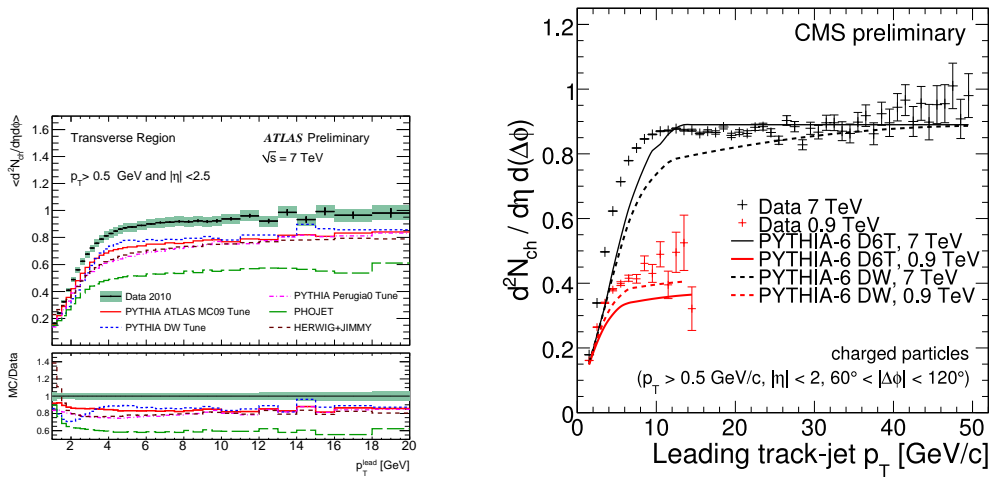 <d²N_ch/dηdϕ>
1.6
1.4
1.2
1.0
0.8
0.6
0.4
0.2
Transverse Region
ATLAS Preliminary
√s = 7 TeV
p_T > 0.5 GeV and |η| <2.5
Data 2010
PYTHIA ATLAS MC09 Tune
PYTHIA DW Tune
PYTHIA Perugia0 Tune
PHOJET
HERWIG+JIMMY
MC/Data
1.4
1.2
1.0
0.8
0.6
2 4 6 8 10 12 14 16 18 20
p_T^lead [GeV]
d²N_ch / dη d(Δϕ)
1.2
1
0.8
0.6
0.4
0.2
0
CMS preliminary
Data 7 TeV
Data 0.9 TeV
PYTHIA-6 D6T, 7 TeV
PYTHIA-6 D6T, 0.9 TeV
PYTHIA-6 DW, 7 TeV
PYTHIA-6 DW, 0.9 TeV
charged particles
(p_T > 0.5 GeV/c, |η| < 2, 60° < |Δϕ| < 120°)
0 10 20 30 40 50
Leading track-jet p_T [GeV/c]